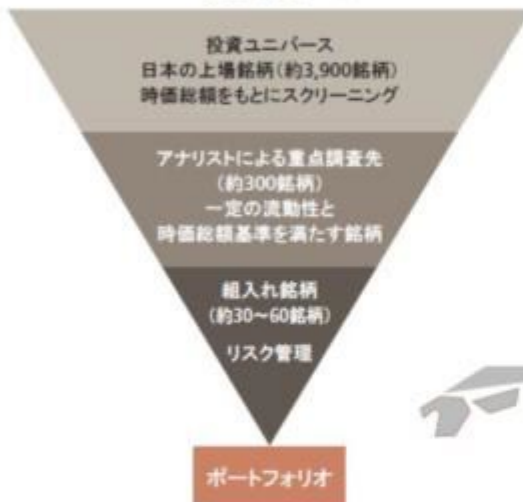 投資ユニバース
日本の上場銘柄(約3,900銘柄)
時価総額をもとにスクリーニング
アナリストによる重点調査先
(約300銘柄)
一定の流動性と
時価総額基準を満たす銘柄
組入れ銘柄
(約30～60銘柄)
リスク管理
ポートフォリオ